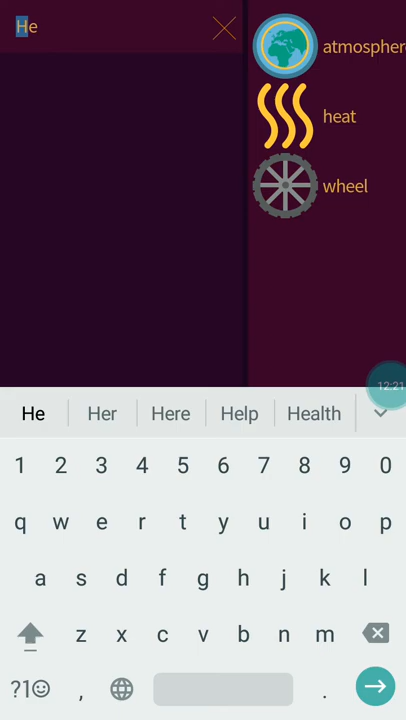 He
atmosphere
heat
wheel
12:21
He Her Here Help Health
1 2 3 4 5 6 7 8 9 0
q w e r t y u i o p
a s d f g h j k l
z x c v b n m
?1☺ , .